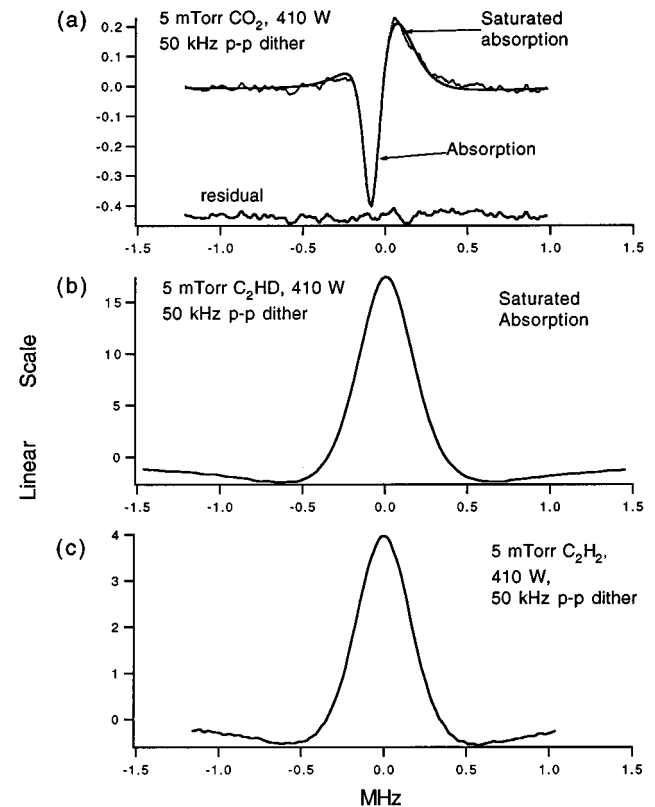 (a)
5 mTorr CO2, 410 W
50 kHz p-p dither
Saturated
absorption
Absorption
residual
0.2
0.1
0.0
-0.1
-0.2
-0.3
-0.4
-1.5 -1.0 -0.5 0.0 0.5 1.0 1.5
(b)
5 mTorr C2HD, 410 W
50 kHz p-p dither
Saturated
Absorption
15
10
5
0
-1.5 -1.0 -0.5 0.0 0.5 1.0 1.5
Linear Scale
(c)
5 mTorr C2H2,
410 W,
50 kHz p-p dither
4
3
2
1
0
-1.5 -1.0 -0.5 0.0 0.5 1.0 1.5
MHz